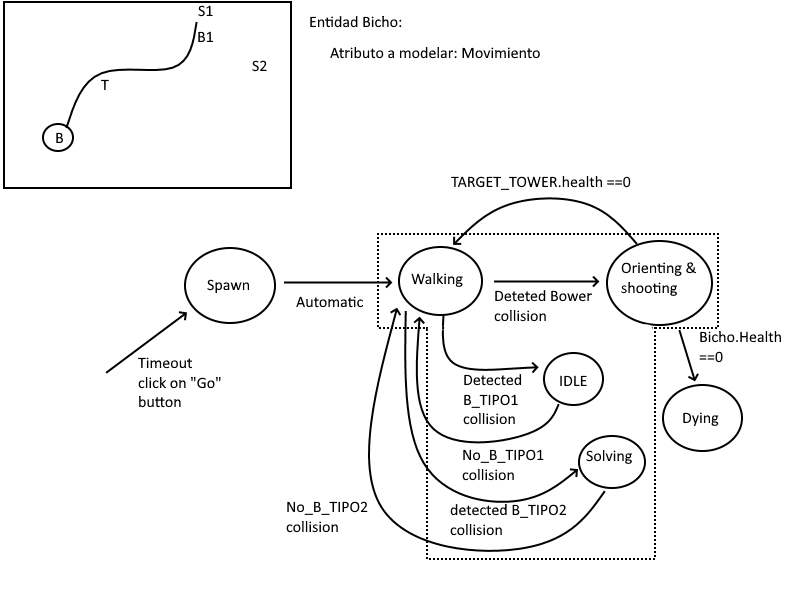 S1
B1
S2
T
B
Entidad Bicho:
Atributo a modelar: Movimiento
TARGET_TOWER.health ==0
Spawn
Automatic
Walking
Deteted Bower
collision
Orienting &
shooting
Timeout
click on "Go"
button
Bicho.Health
==0
Detected
B_TIPO1
collision
IDLE
Dying
No_B_TIPO1
collision
Solving
No_B_TIPO2
collision
detected B_TIPO2
collision